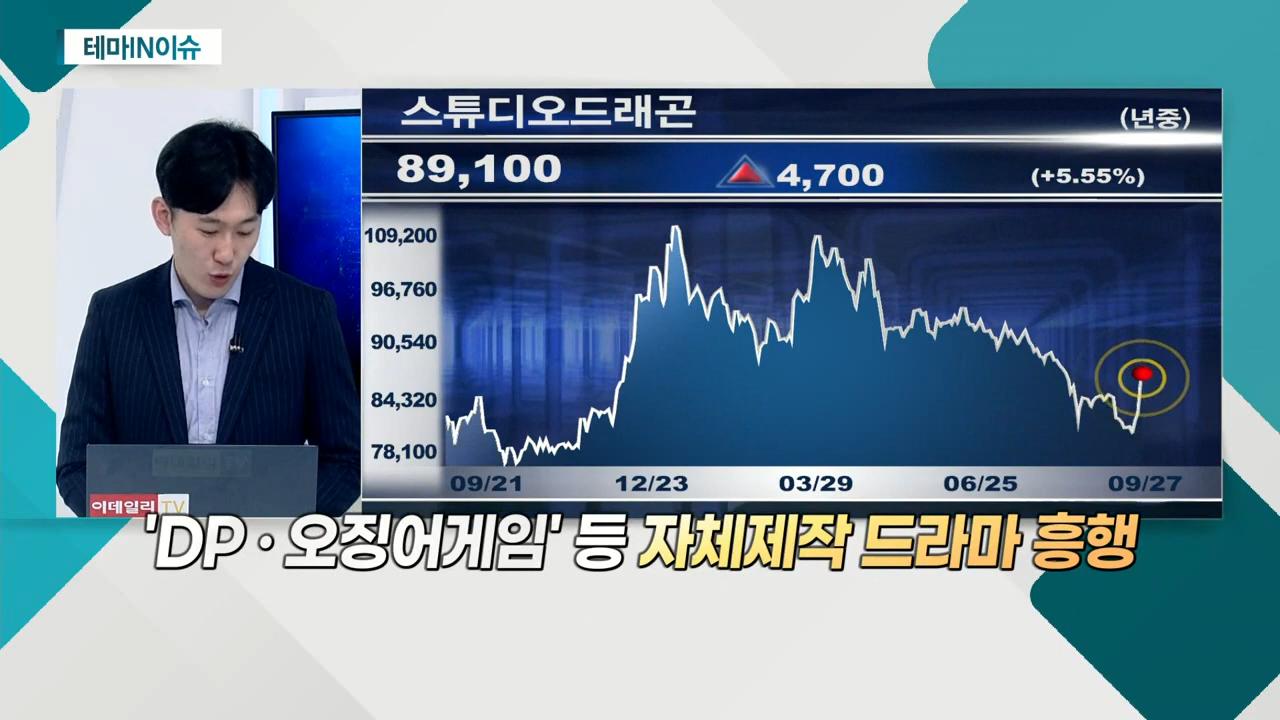 테마IN이슈
스튜디오드래곤 (년중)
89,100 4,700 (+5.55%)
109,200
96,760
90,540
84,320
78,100
09/21 12/23 03/29 06/25 09/27
이데일리 TV
'DP·오징어게임' 등 자체제작 드라마 흥행